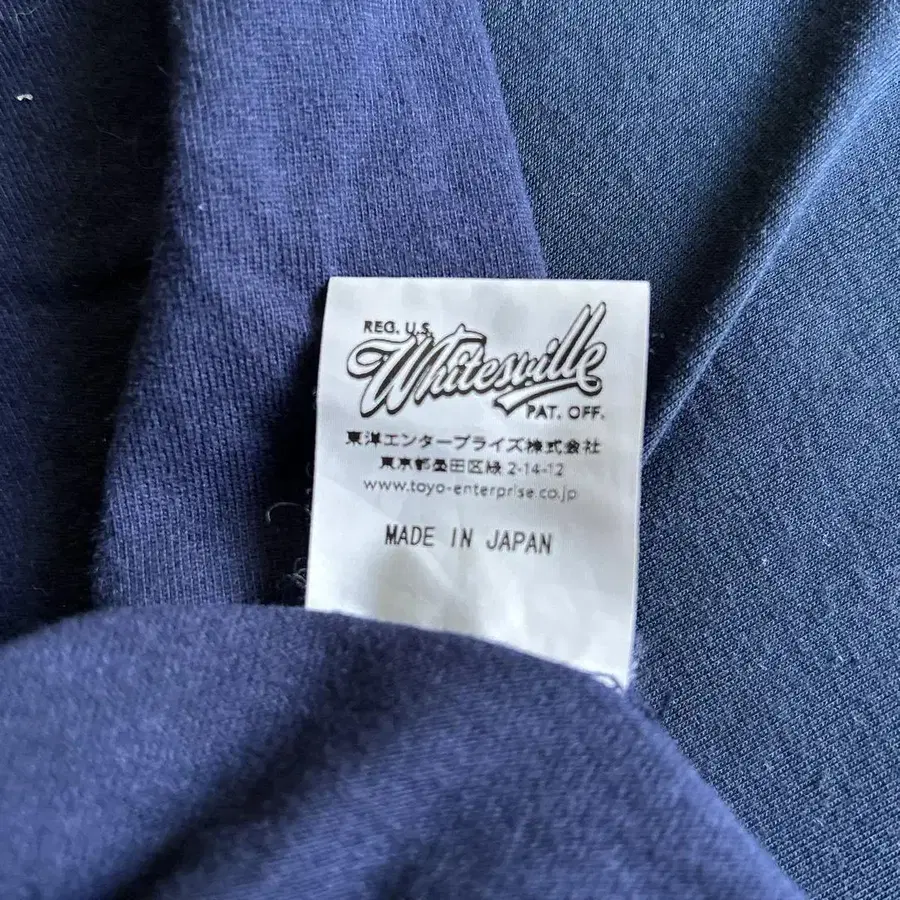 REG. U.S.
Whitesville
PAT. OFF.
東洋エンタープライズ株式会社
東京都墨田区緑 2-14-12
www.toyo-enterprise.co.jp
MADE IN JAPAN